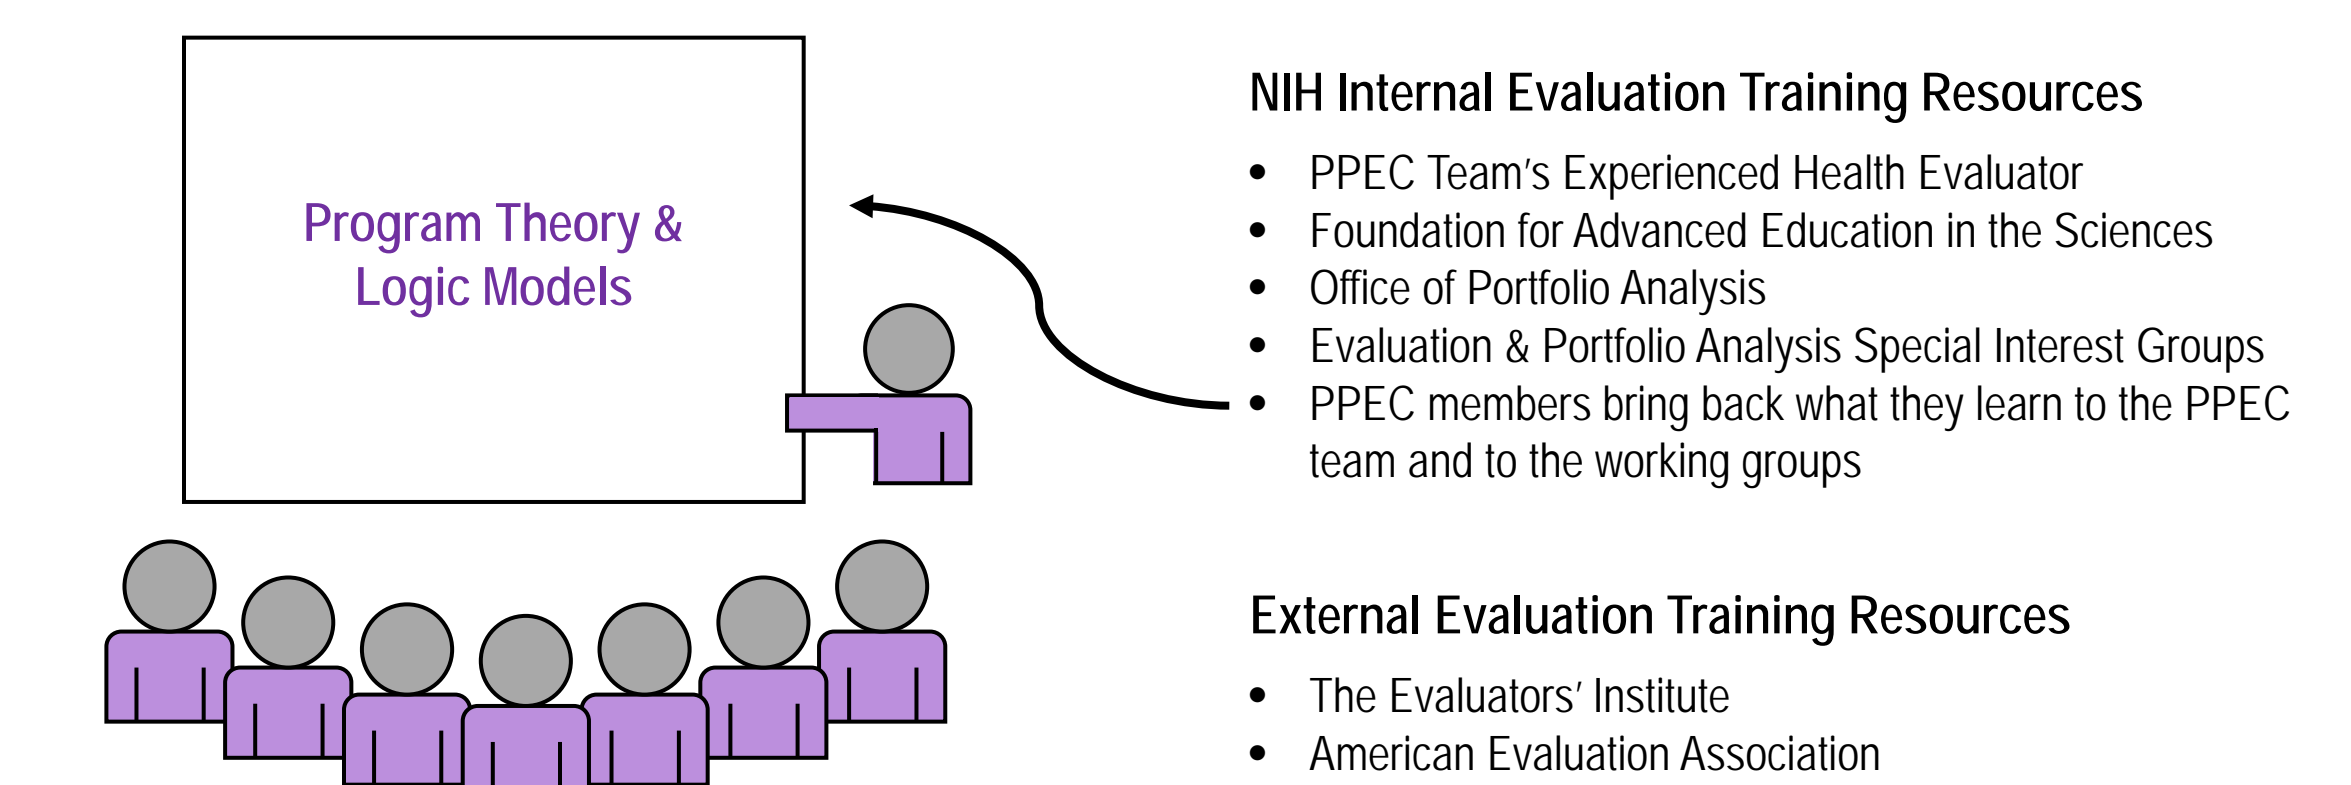 Program Theory &
Logic Models
NIH Internal Evaluation Training Resources
• PPEC Team's Experienced Health Evaluator
• Foundation for Advanced Education in the Sciences
• Office of Portfolio Analysis
• Evaluation & Portfolio Analysis Special Interest Groups
• PPEC members bring back what they learn to the PPEC
team and to the working groups
External Evaluation Training Resources
• The Evaluators' Institute
• American Evaluation Association